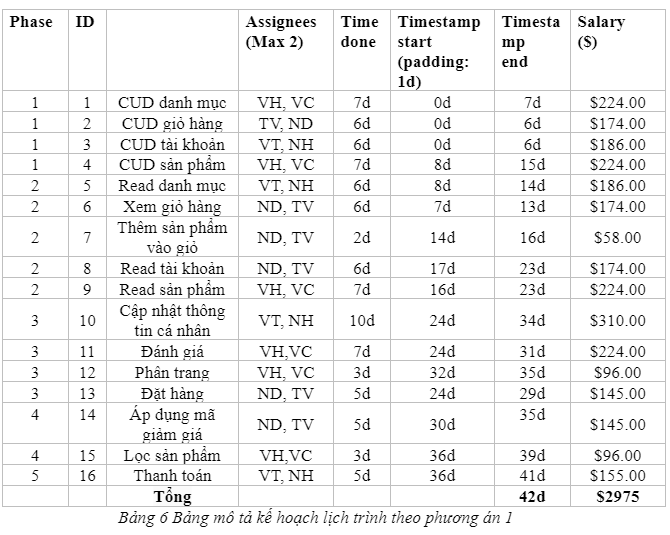 Phase ID Assignees (Max 2) Time done Timestamp start (padding: 1d) Timesta mp end Salary ($)
1 1 CUD danh mục VH, VC 7d 0d 7d $224.00
1 2 CUD giỏ hàng TV, ND 6d 0d 6d $174.00
1 3 CUD tài khoản VT, NH 6d 0d 6d $186.00
1 4 CUD sản phẩm VH, VC 7d 8d 15d $224.00
2 5 Read danh mục VT, NH 6d 8d 14d $186.00
2 6 Xem giỏ hàng ND, TV 6d 7d 13d $174.00
2 7 Thêm sản phẩm vào giỏ ND, TV 2d 14d 16d $58.00
2 8 Read tài khoản ND, TV 6d 17d 23d $174.00
2 9 Read sản phẩm VH, VC 7d 16d 23d $224.00
3 10 Cập nhật thông tin cá nhân VT, NH 10d 24d 34d $310.00
3 11 Đánh giá VH,VC 7d 24d 31d $224.00
3 12 Phân trang VH, VC 3d 32d 35d $96.00
3 13 Đặt hàng ND, TV 5d 24d 29d $145.00
4 14 Áp dụng mã giảm giá ND, TV 5d 30d 35d $145.00
4 15 Lọc sản phẩm VH,VC 3d 36d 39d $96.00
5 16 Thanh toán VT, NH 5d 36d 41d $155.00
Tổng 42d $2975
Bảng 6 Bảng mô tả kế hoạch lịch trình theo phương án 1